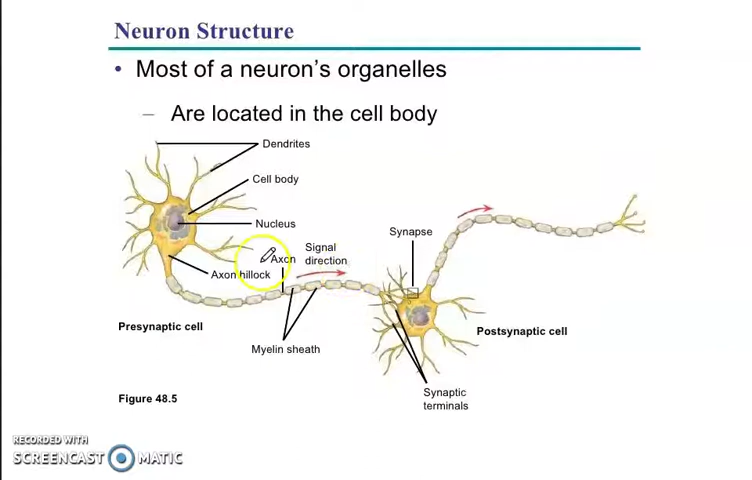 Neuron Structure
• Most of a neuron's organelles
– Are located in the cell body
Dendrites
Cell body
Nucleus
Synapse
Signal
direction
Axon
Axon hillock
Presynaptic cell
Postsynaptic cell
Myelin sheath
Synaptic
terminals
Figure 48.5
RECORDED WITH
SCREENCAST MATIC